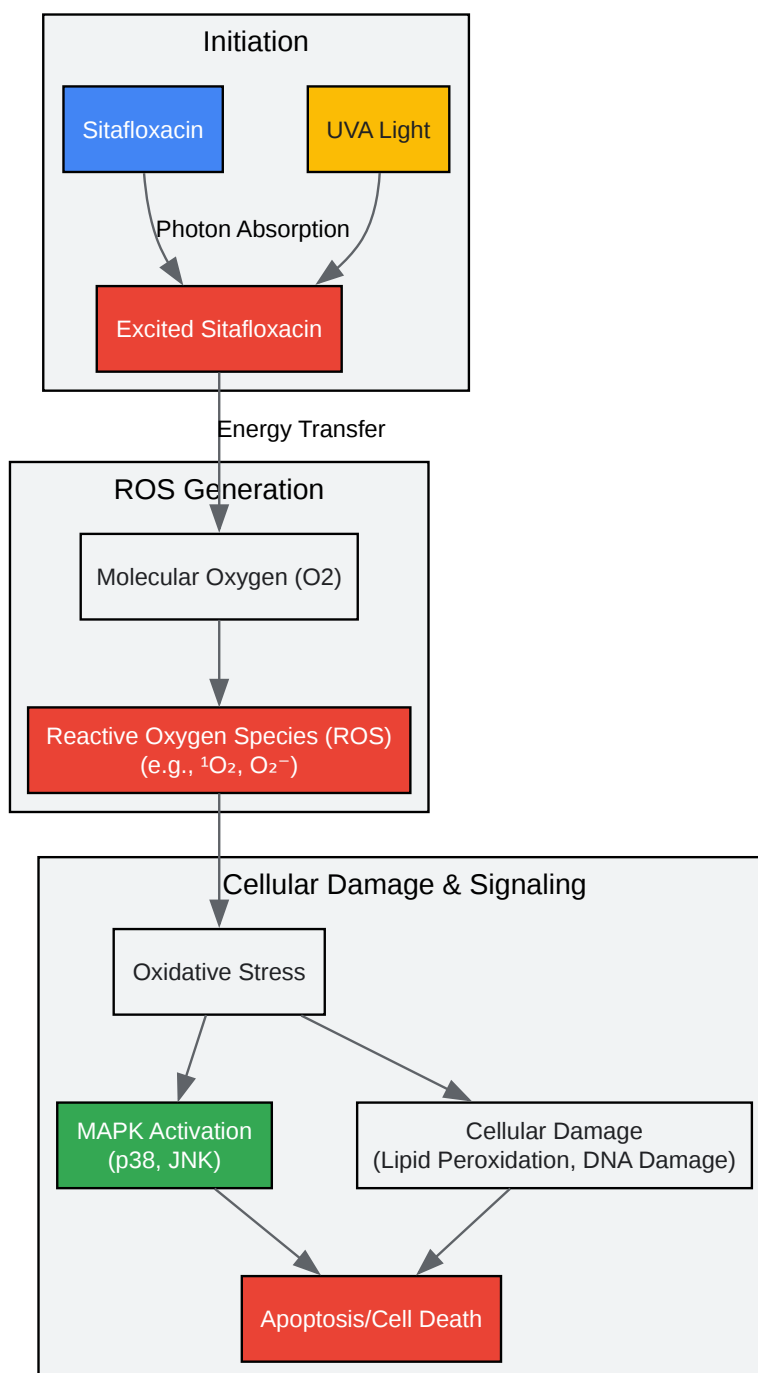 Initiation
Sitafloxacin
UVA Light
Photon Absorption
Excited Sitafloxacin
Energy Transfer
ROS Generation
Molecular Oxygen (O2)
Reactive Oxygen Species (ROS)
(e.g., ¹O₂, O₂⁻)
Cellular Damage & Signaling
Oxidative Stress
MAPK Activation
(p38, JNK)
Cellular Damage
(Lipid Peroxidation, DNA Damage)
Apoptosis/Cell Death